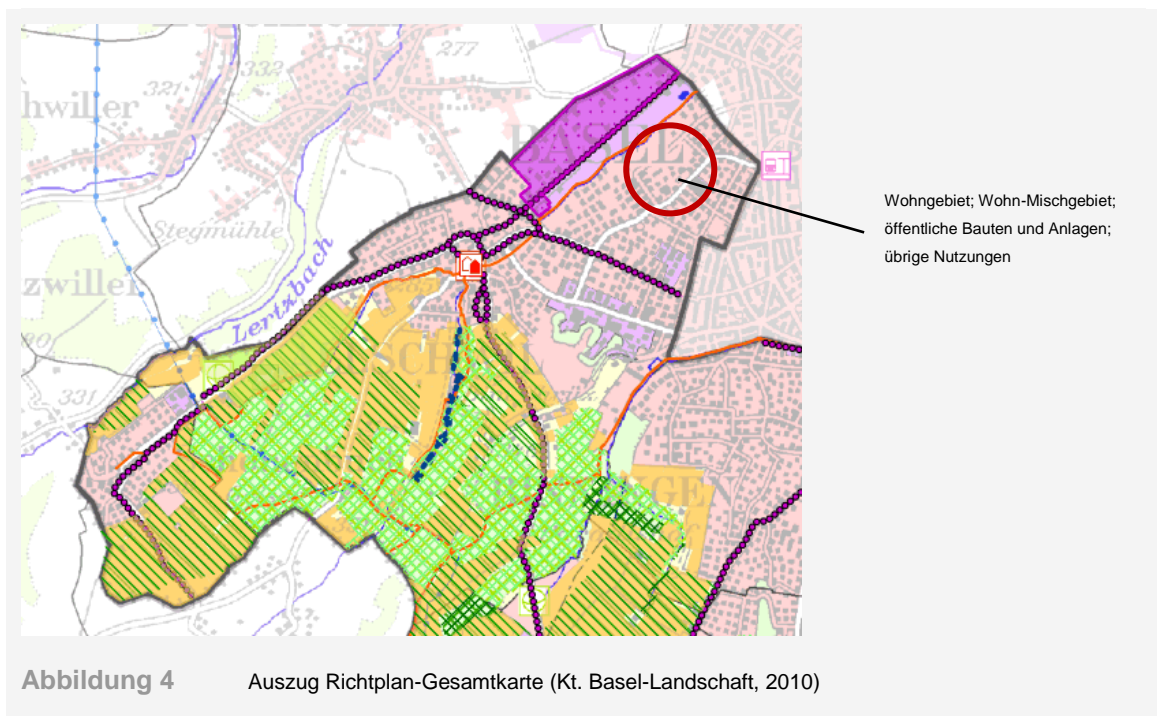 277
332
321
hwiller
BASEL
Stegmühle
zwiller
Lertzbach
SCH
331
Wohngebiet; Wohn-Mischgebiet;
öffentliche Bauten und Anlagen;
übrige Nutzungen
Abbildung 4 Auszug Richtplan-Gesamtkarte (Kt. Basel-Landschaft, 2010)